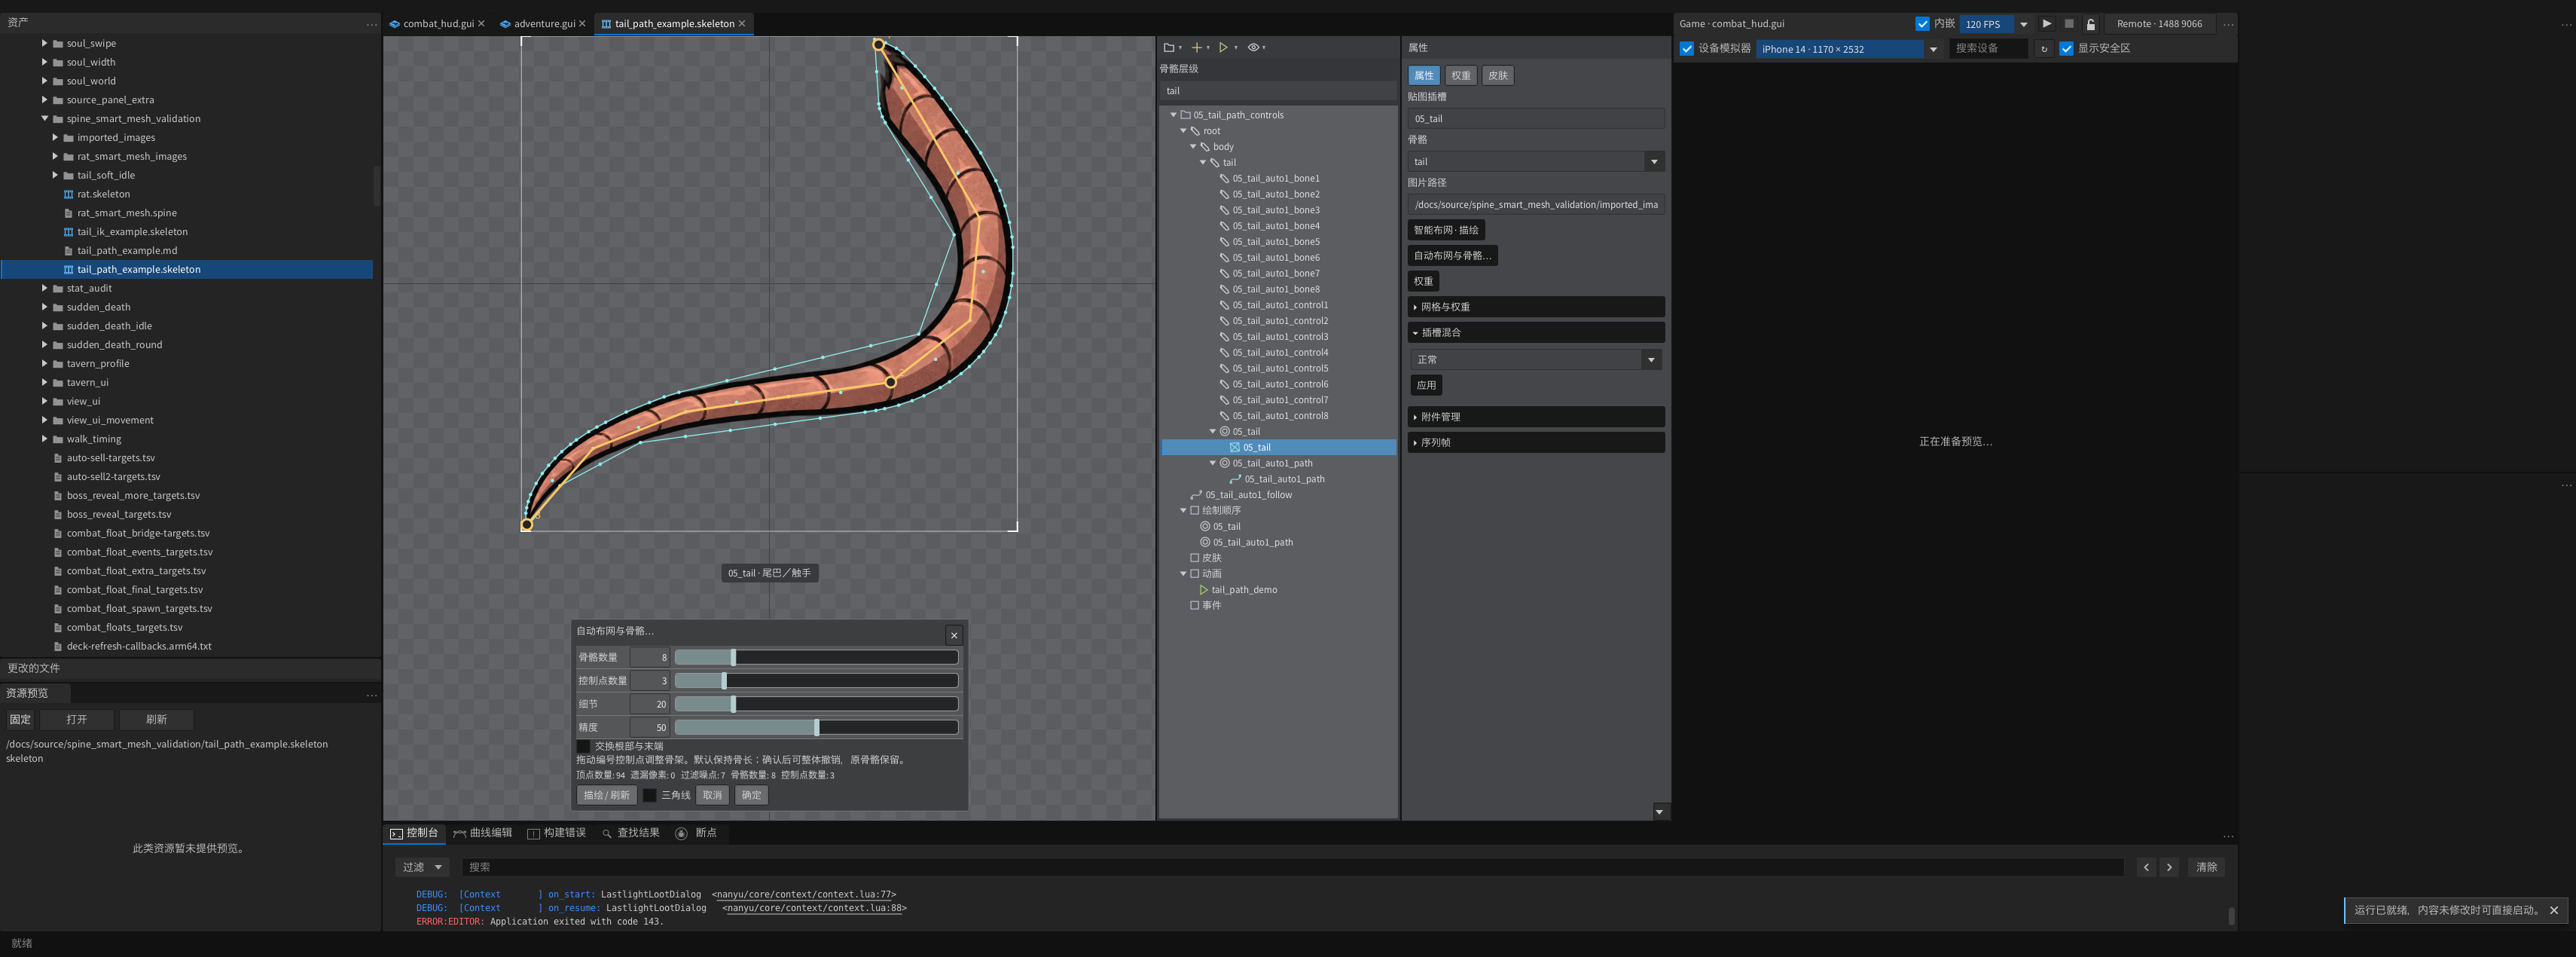 资产
soul_swipe
soul_width
soul_world
source_panel_extra
spine_smart_mesh_validation
imported_images
rat_smart_mesh_images
tail_soft_idle
rat.skeleton
rat_smart_mesh.spine
tail_ik_example.skeleton
tail_path_example.md
tail_path_example.skeleton
stat_audit
sudden_death
sudden_death_idle
sudden_death_round
tavern_profile
tavern_ui
view_ui
view_ui_movement
walk_timing
auto-sell-targets.tsv
auto-sell2-targets.tsv
boss_reveal_more_targets.tsv
boss_reveal_targets.tsv
combat_float_bridge-targets.tsv
combat_float_events_targets.tsv
combat_float_extra_targets.tsv
combat_float_final_targets.tsv
combat_float_spawn_targets.tsv
combat_floats_targets.tsv
deck-refresh-callbacks.arm64.txt
更改的文件
资源预览
固定 打开 刷新
/docs/source/spine_smart_mesh_validation/tail_path_example.skeleton
skeleton
此类资源暂未提供预览。
就绪
combat_hud.gui adventure.gui tail_path_example.skeleton
05_tail · 尾巴／触手
自动布网与骨骼...
骨骼数量 8
控制点数量 3
细节 20
精度 50
交换根部与末端
拖动编号控制点调整骨架。默认保持骨长；确认后可整体撤销，原骨骼保留。
顶点数量: 94 遗漏像素: 0 过滤噪点: 7 骨骼数量: 8 控制点数量: 3
描绘 / 刷新 三角线 取消 确定
骨骼层级
tail
05_tail_path_controls
root
body
tail
05_tail_auto1_bone1
05_tail_auto1_bone2
05_tail_auto1_bone3
05_tail_auto1_bone4
05_tail_auto1_bone5
05_tail_auto1_bone6
05_tail_auto1_bone7
05_tail_auto1_bone8
05_tail_auto1_control1
05_tail_auto1_control2
05_tail_auto1_control3
05_tail_auto1_control4
05_tail_auto1_control5
05_tail_auto1_control6
05_tail_auto1_control7
05_tail_auto1_control8
05_tail
05_tail
05_tail_auto1_path
05_tail_auto1_path
05_tail_auto1_follow
绘制顺序
05_tail
05_tail_auto1_path
皮肤
动画
tail_path_demo
事件
属性
属性 权重 皮肤
贴图插槽
05_tail
骨骼
tail
图片路径
/docs/source/spine_smart_mesh_validation/imported_ima
智能布网 · 描绘
自动布网与骨骼...
权重
网格与权重
插槽混合
正常
应用
附件管理
序列帧
Game · combat_hud.gui 内嵌 120 FPS Remote · 1488 9066
设备模拟器 iPhone 14 · 1170 × 2532 搜索设备 显示安全区
正在准备预览...
控制台 曲线编辑 构建错误 查找结果 断点
过滤 搜索 清除
DEBUG: [Context ] on_start: LastlightLootDialog <nanyu/core/context/context.lua:77>
DEBUG: [Context ] on_resume: LastlightLootDialog <nanyu/core/context/context.lua:88>
ERROR:EDITOR: Application exited with code 143.
运行已就绪，内容未修改时可直接启动。